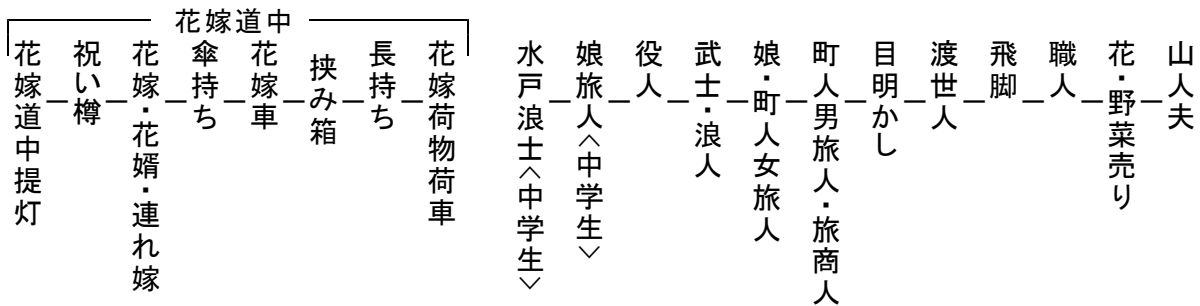 花嫁道中
花嫁道中提灯
祝い樽
花嫁・花婿・連れ嫁
傘持ち
花嫁車
挟み箱
長持ち
花嫁荷物荷車
水戸浪士<中学生>
娘旅人<中学生>
役人
武士・浪人
娘・町人女旅人
町人男旅人・旅商人
目明かし
渡世人
飛脚
職人
花・野菜売り
山人夫